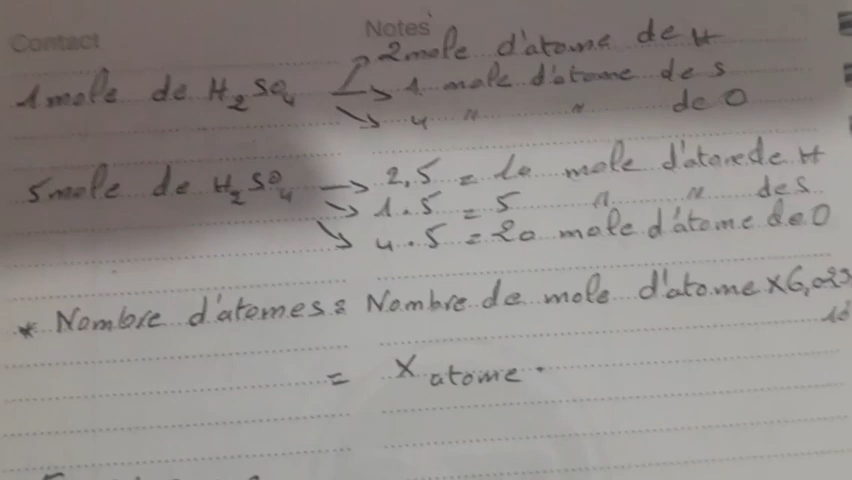 Contact Notes
2 mole d'atome de H
1 mole de H2SO4 → 1 mole d'atome de s
↘ 4 " " de O
5 mole de H2SO4 → 2,5 = 10 mole d'atome de H
↘ 1.5 = 5 " " de s
↘ 4.5 = 20 mole d'atome de O
* Nombre d'atomes = Nombre de mole d'atome x 6,023
= X atome.